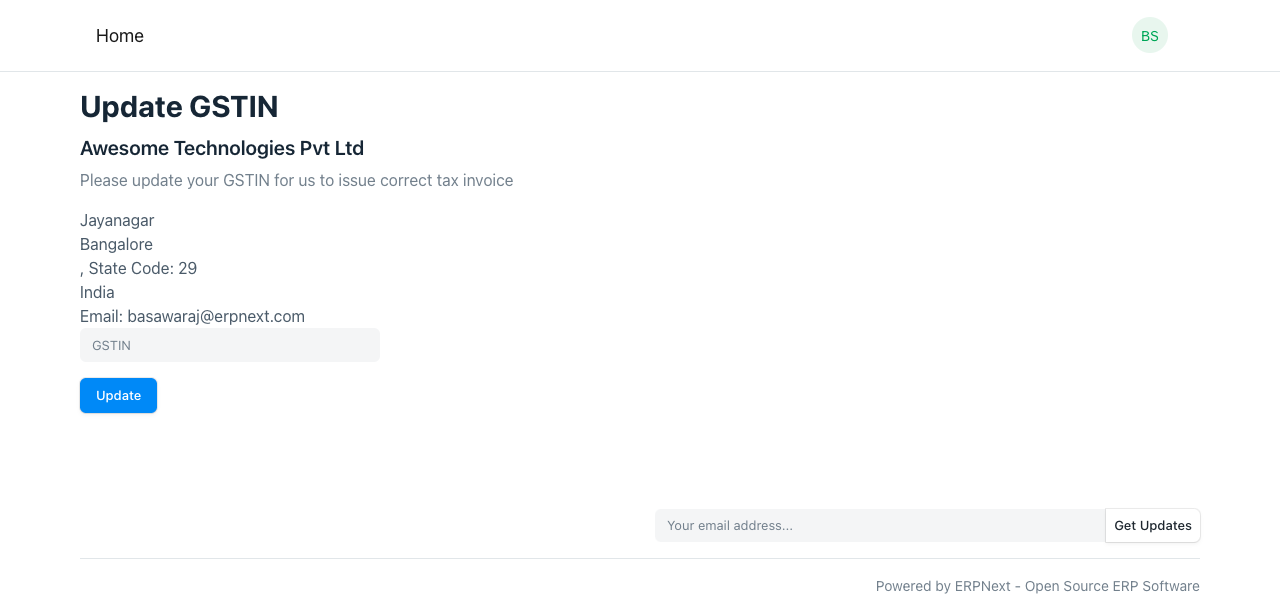 Home
BS
Update GSTIN
Awesome Technologies Pvt Ltd
Please update your GSTIN for us to issue correct tax invoice
Jayanagar
Bangalore
, State Code: 29
India
Email: basawaraj@erpnext.com
GSTIN
Update
Your email address...
Get Updates
Powered by ERPNext - Open Source ERP Software